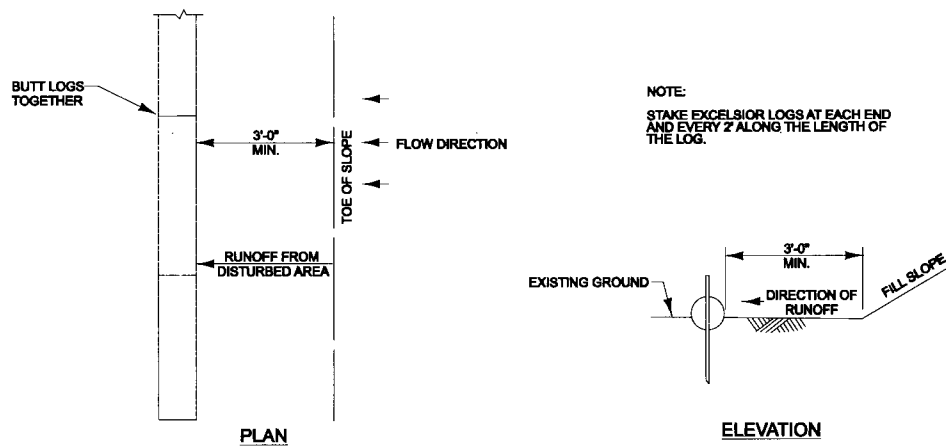 BUTT LOGS
TOGETHER
3'-0"
MIN.
TOE OF SLOPE
FLOW DIRECTION
RUNOFF FROM
DISTURBED AREA
PLAN
NOTE:
STAKE EXCELSIOR LOGS AT EACH END
AND EVERY 2' ALONG THE LENGTH OF
THE LOG.
3'-0"
MIN.
EXISTING GROUND
DIRECTION OF
RUNOFF
FILL SLOPE
ELEVATION